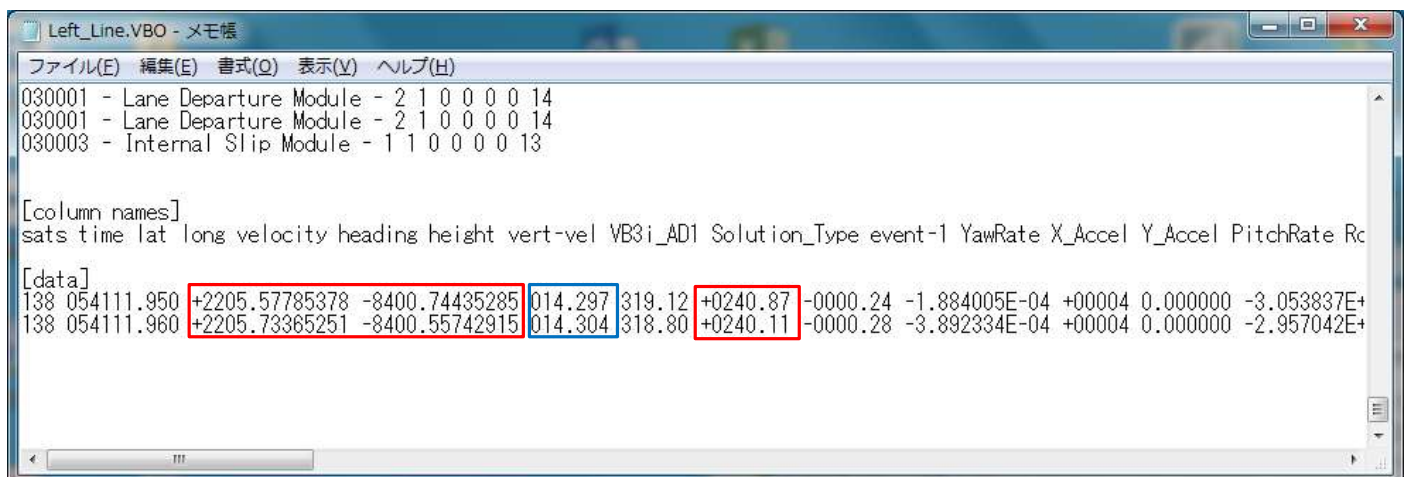 Left_Line.VBO - メモ帳
ファイル(F) 編集(E) 書式(O) 表示(V) ヘルプ(H)
030001 - Lane Departure Module - 2 1 0 0 0 0 14
030001 - Lane Departure Module - 2 1 0 0 0 0 14
030003 - Internal Slip Module - 1 1 0 0 0 0 13
[column names]
sats time lat long velocity heading height vert-vel VB3i_AD1 Solution_Type event-1 YawRate X_Accel Y_Accel PitchRate Rc
[data]
138 054111.950 +2205.57785378 -8400.74435285 014.297 319.12 +0240.87 -0000.24 -1.884005E-04 +00004 0.000000 -3.053837E+
138 054111.960 +2205.73365251 -8400.55742915 014.304 318.80 +0240.11 -0000.28 -3.892334E-04 +00004 0.000000 -2.957042E+